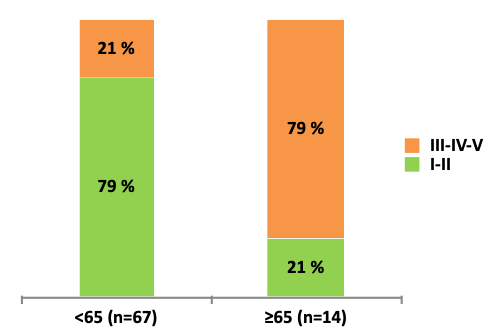 21 %
79 %
79 %
21 %
III-IV-V
I-II
<65 (n=67)
≥65 (n=14)